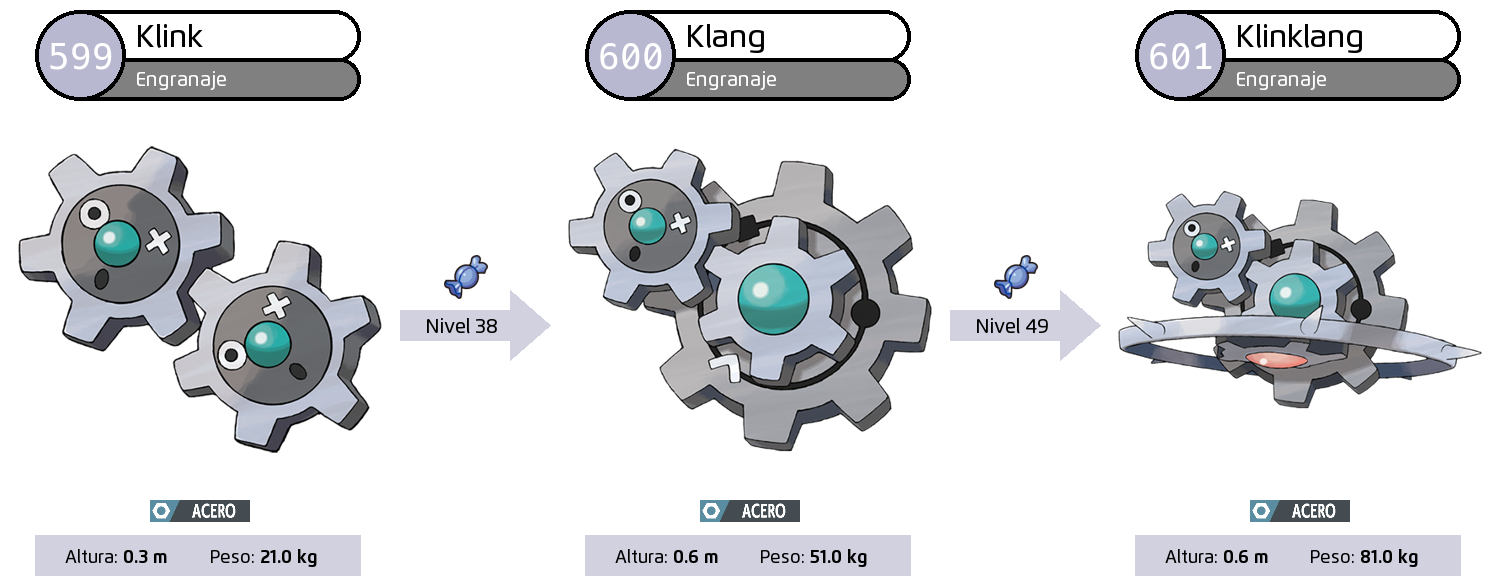 599
Klink
Engranaje
600
Klang
Engranaje
601
Klinklang
Engranaje
Nivel 38
Nivel 49
ACERO
ACERO
ACERO
Altura: 0.3 m Peso: 21.0 kg
Altura: 0.6 m Peso: 51.0 kg
Altura: 0.6 m Peso: 81.0 kg